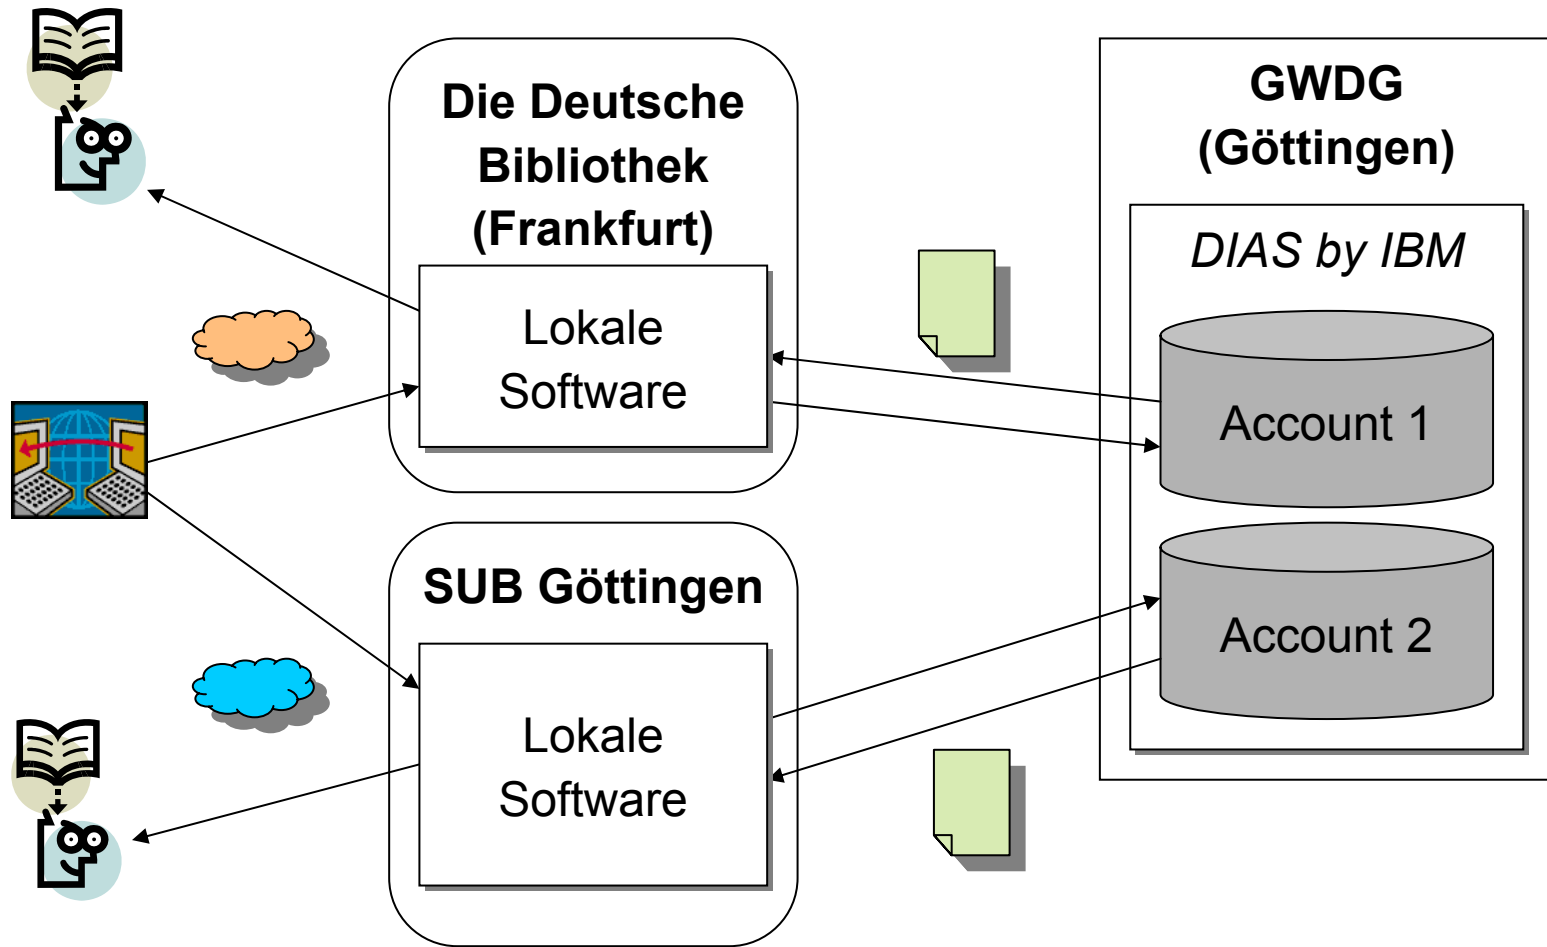 Die Deutsche
Bibliothek
(Frankfurt)
Lokale
Software
SUB Göttingen
Lokale
Software
GWDG
(Göttingen)
DIAS by IBM
Account 1
Account 2